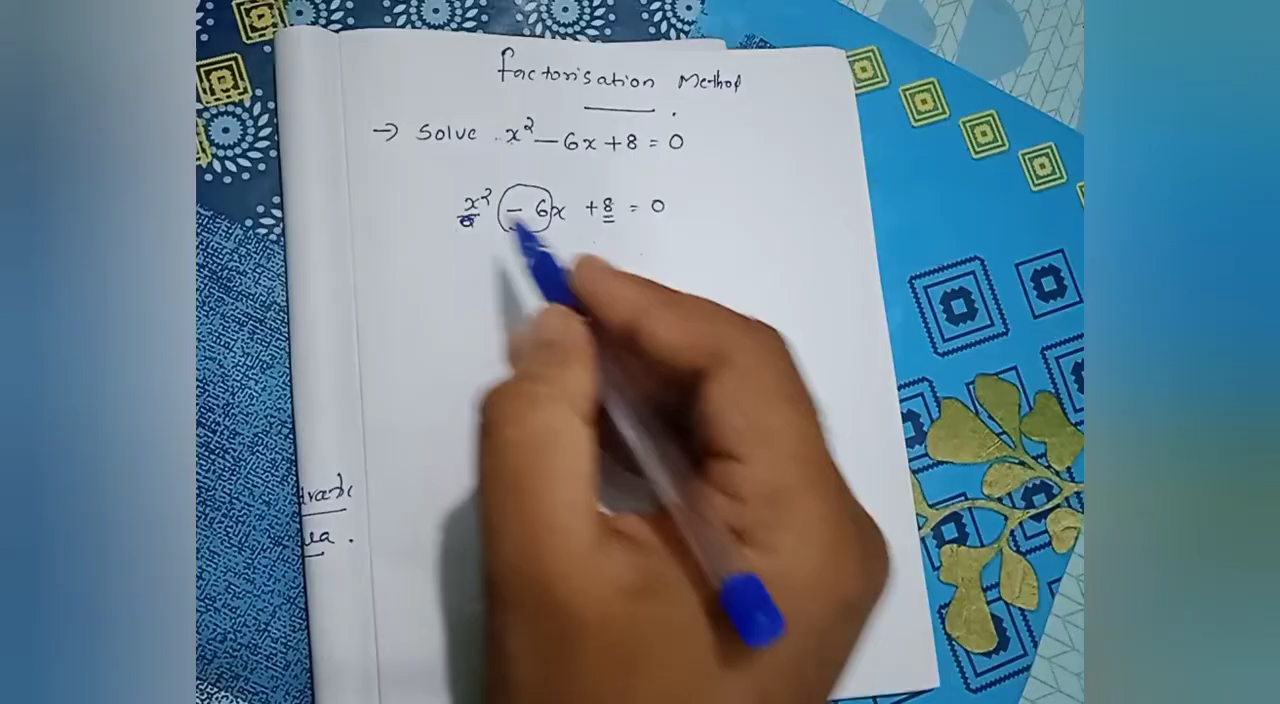 Factorisation Method
→ Solve x² - 6x + 8 = 0
x² - 6x + 8 = 0